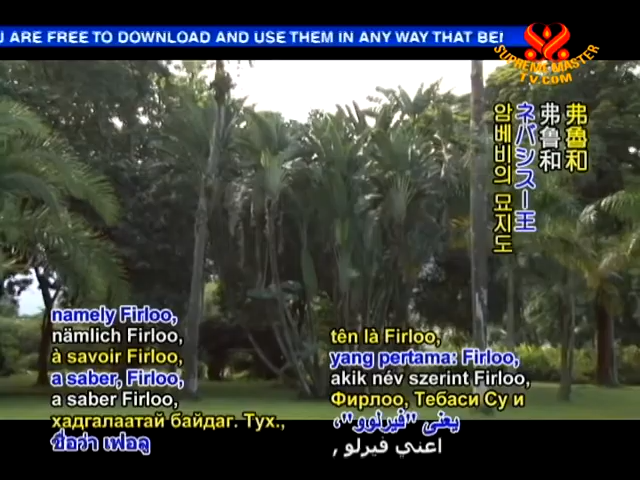 J ARE FREE TO DOWNLOAD AND USE THEM IN ANY WAY THAT BEN
SUPREME MASTER
TV.COM
弗魯和
弗鲁和
ネバシスー王
암베비의 묘지도
namely Firloo,
nämlich Firloo,
à savoir Firloo,
a saber, Firloo,
a saber Firloo,
хадгалаатай байдаг. Тух.,
ชื่อว่า เฟอลู
tên là Firloo,
yang pertama: Firloo,
akik név szerint Firloo,
Фирлоо, Тебаси Су и
يعنى "فيرلوو"،
اعني فيرلو ,